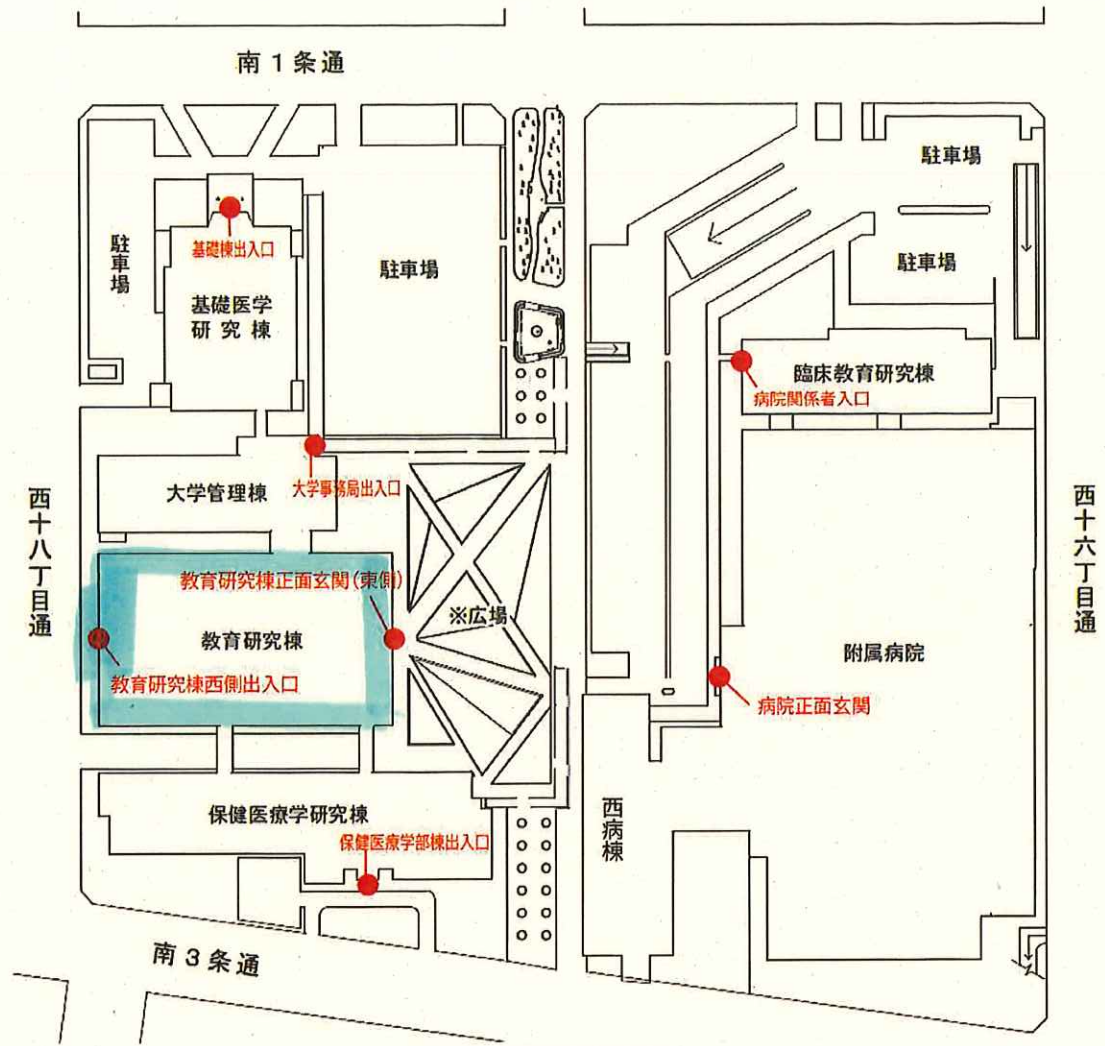 南1条通
駐車場
駐車場
基礎棟出入口
駐車場
駐車場
駐車場
基礎医学
研究棟
臨床教育研究棟
病院関係者入口
大学管理棟
大学事務局出入口
西十八丁目通
西十六丁目通
教育研究棟正面玄関(東側)
※広場
教育研究棟
附属病院
教育研究棟西側出入口
病院正面玄関
保健医療学研究棟
西病棟
保健医療学部棟出入口
南3条通